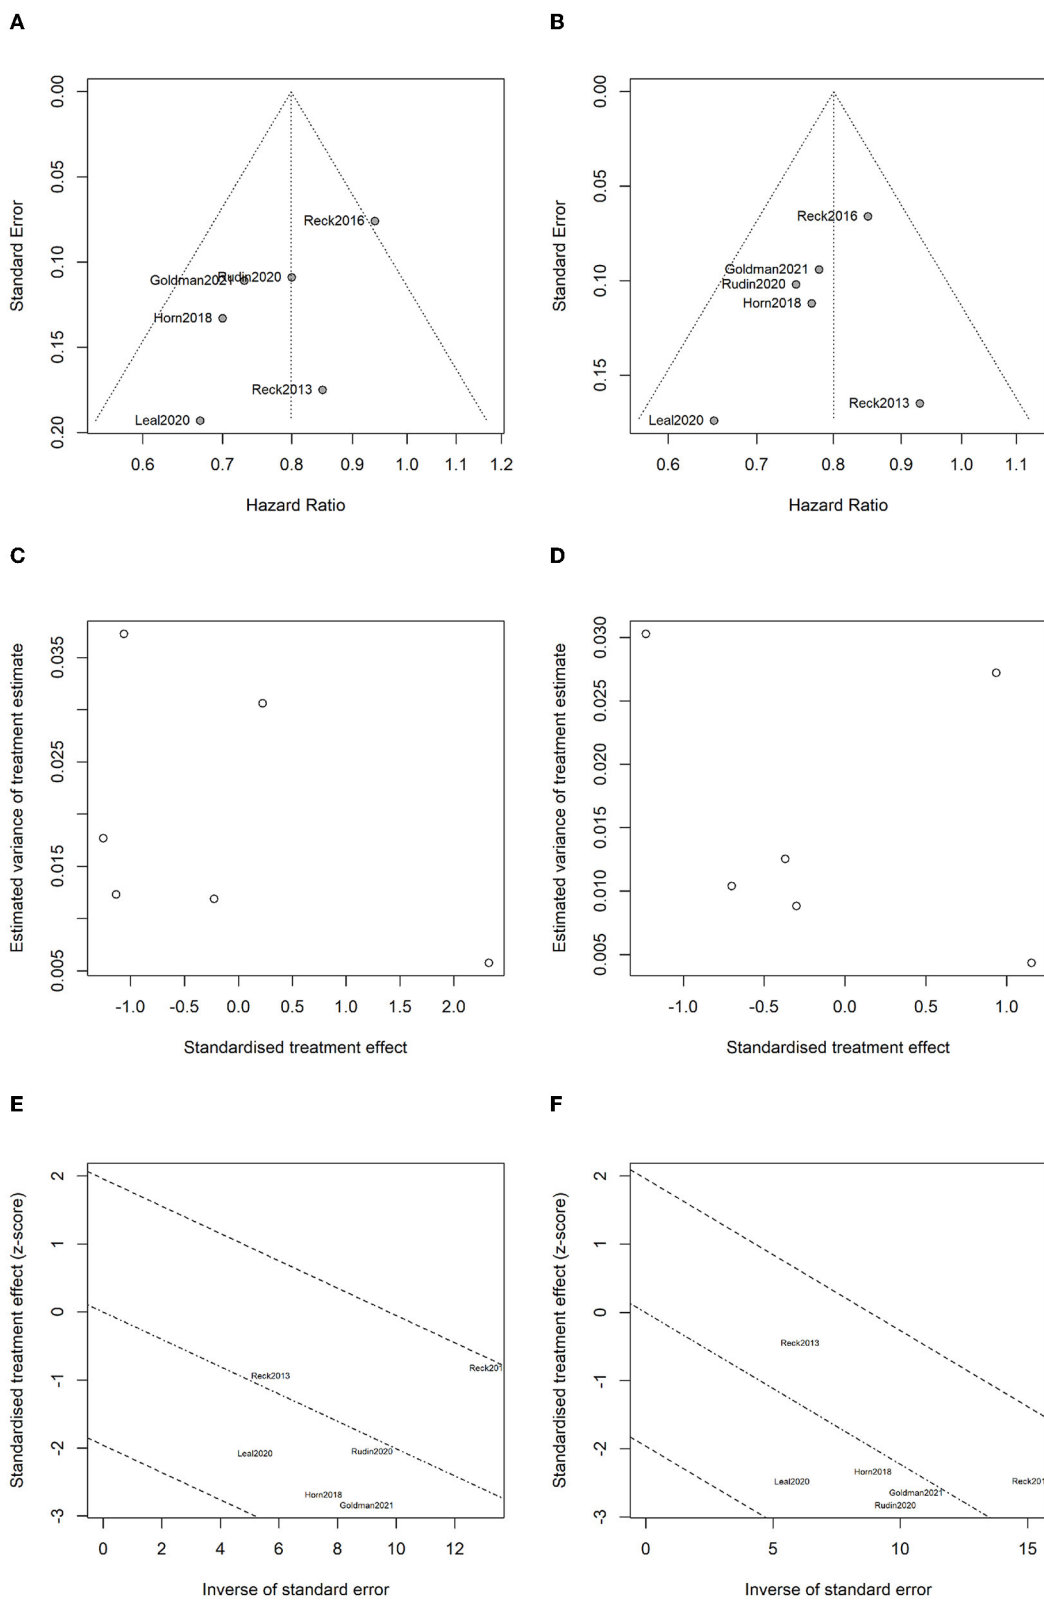 A
B
0.00
0.05
0.10
0.15
0.20
Standard Error
Reck2016
Goldman2021
Rudin2020
Horn2018
Reck2013
Leal2020
0.6 0.7 0.8 0.9 1.0 1.1 1.2
Hazard Ratio
0.00
0.05
0.10
0.15
Standard Error
Reck2016
Goldman2021
Rudin2020
Horn2018
Reck2013
Leal2020
0.6 0.7 0.8 0.9 1.0 1.1
Hazard Ratio
C
D
0.035
0.025
0.015
0.005
Estimated variance of treatment estimate
-1.0 -0.5 0.0 0.5 1.0 1.5 2.0
Standardised treatment effect
0.030
0.025
0.020
0.015
0.010
0.005
Estimated variance of treatment estimate
-1.0 -0.5 0.0 0.5 1.0
Standardised treatment effect
E
F
2
1
0
-1
-2
-3
Standardised treatment effect (z-score)
Reck201
Reck2013
Leal2020
Rudin2020
Horn2018
Goldman2021
0 2 4 6 8 10 12
Inverse of standard error
2
1
0
-1
-2
-3
Standardised treatment effect (z-score)
Reck2013
Horn2018
Leal2020
Reck201
Goldman2021
Rudin2020
0 5 10 15
Inverse of standard error